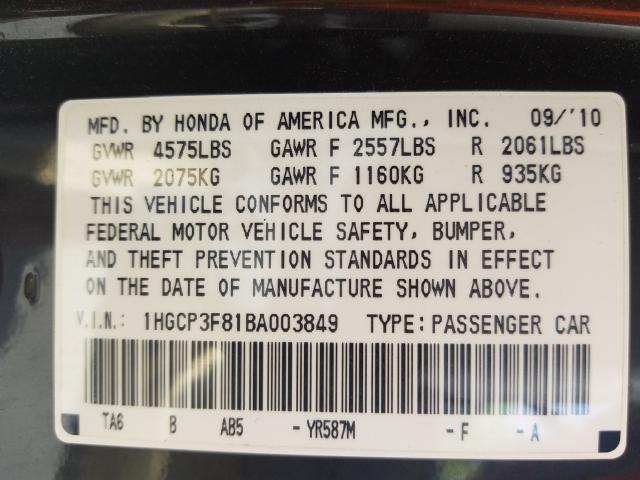 MFD. BY HONDA OF AMERICA MFG., INC. 09/'10
GVWR 4575LBS GAWR F 2557LBS R 2061LBS
GVWR 2075KG GAWR F 1160KG R 935KG
THIS VEHICLE CONFORMS TO ALL APPLICABLE
FEDERAL MOTOR VEHICLE SAFETY, BUMPER,
AND THEFT PREVENTION STANDARDS IN EFFECT
ON THE DATE OF MANUFACTURE SHOWN ABOVE.
V.I.N.: 1HGCP3F81BA003849 TYPE: PASSENGER CAR
TA6 B AB5 - YR587M - F - A